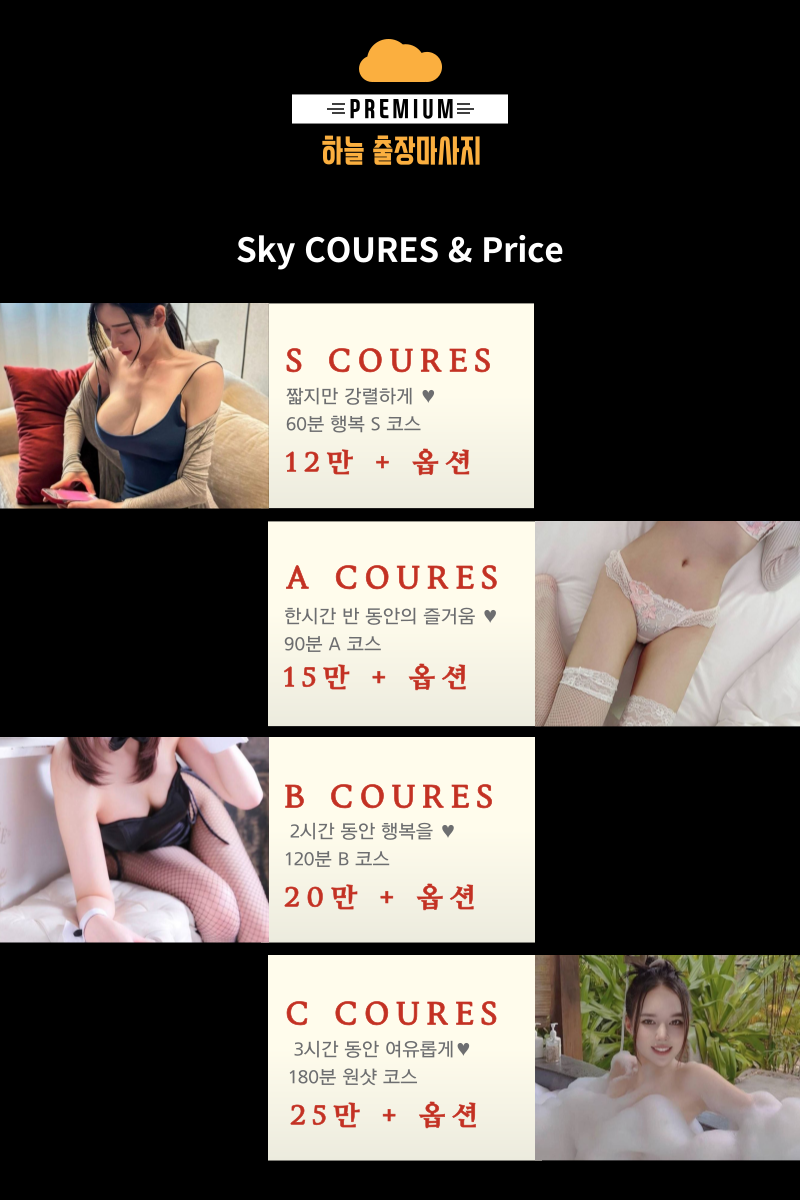 PREMIUM
하늘 출장마사지
Sky COURES & Price
S COURES
짧지만 강렬하게 ♥
60분 행복 S 코스
12만 + 옵션
A COURES
한시간 반 동안의 즐거움 ♥
90분 A 코스
15만 + 옵션
B COURES
2시간 동안 행복을 ♥
120분 B 코스
20만 + 옵션
C COURES
3시간 동안 여유롭게♥
180분 원샷 코스
25만 + 옵션